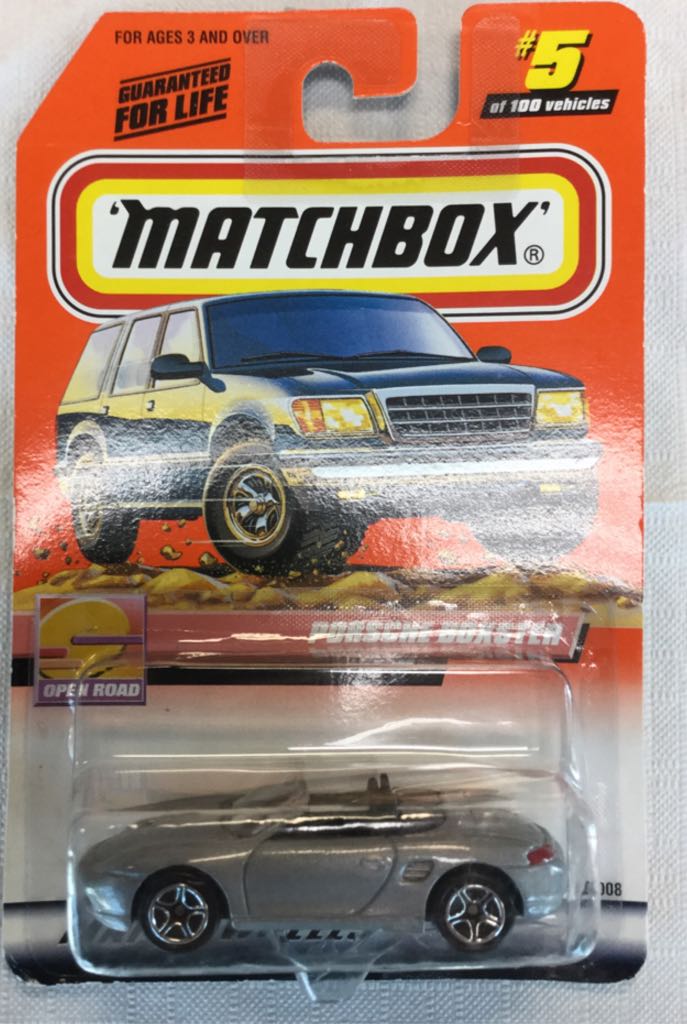 FOR AGES 3 AND OVER
GUARANTEED
FOR LIFE
#5
of 100 vehicles
'MATCHBOX'®
PORSCHE BOXSTER
OPEN ROAD